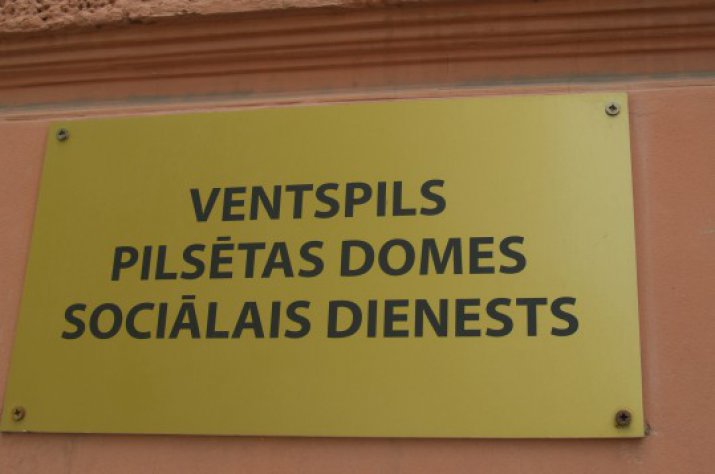 VENTSPILS
PILSĒTAS DOMES
SOCIĀLAIS DIENESTS